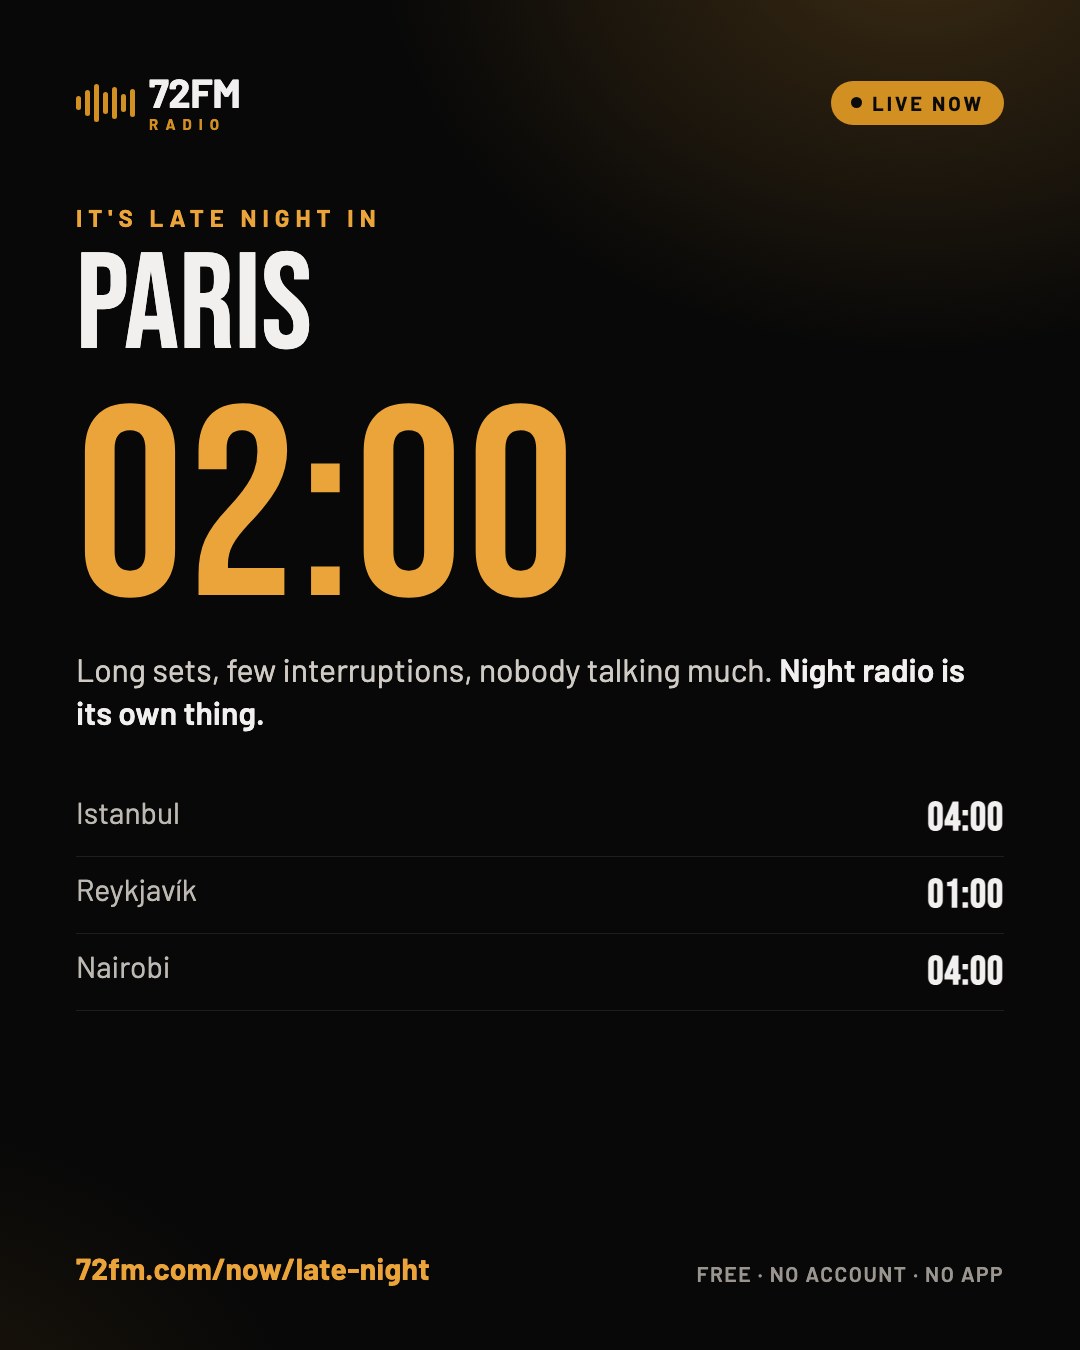 72FM
RADIO
LIVE NOW
IT'S LATE NIGHT IN
PARIS
02:00
Long sets, few interruptions, nobody talking much. Night radio is
its own thing.
Istanbul 04:00
Reykjavík 01:00
Nairobi 04:00
72fm.com/now/late-night
FREE · NO ACCOUNT · NO APP